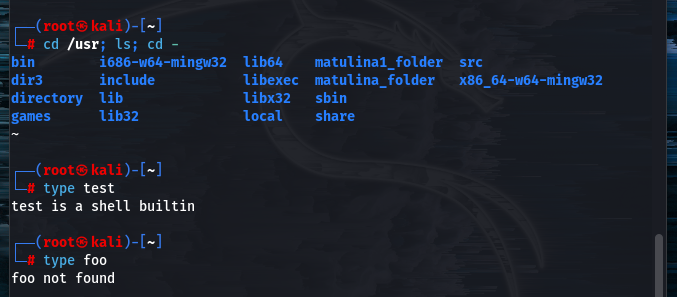 ┌──(root㉿kali)-[~]
└─# cd /usr; ls; cd -
bin        i686-w64-mingw32  lib64    matulina1_folder  src
dir3       include           libexec  matulina_folder   x86_64-w64-mingw32
directory  lib               libx32   sbin
games      lib32             local    share
~
┌──(root㉿kali)-[~]
└─# type test
test is a shell builtin
┌──(root㉿kali)-[~]
└─# type foo
foo not found